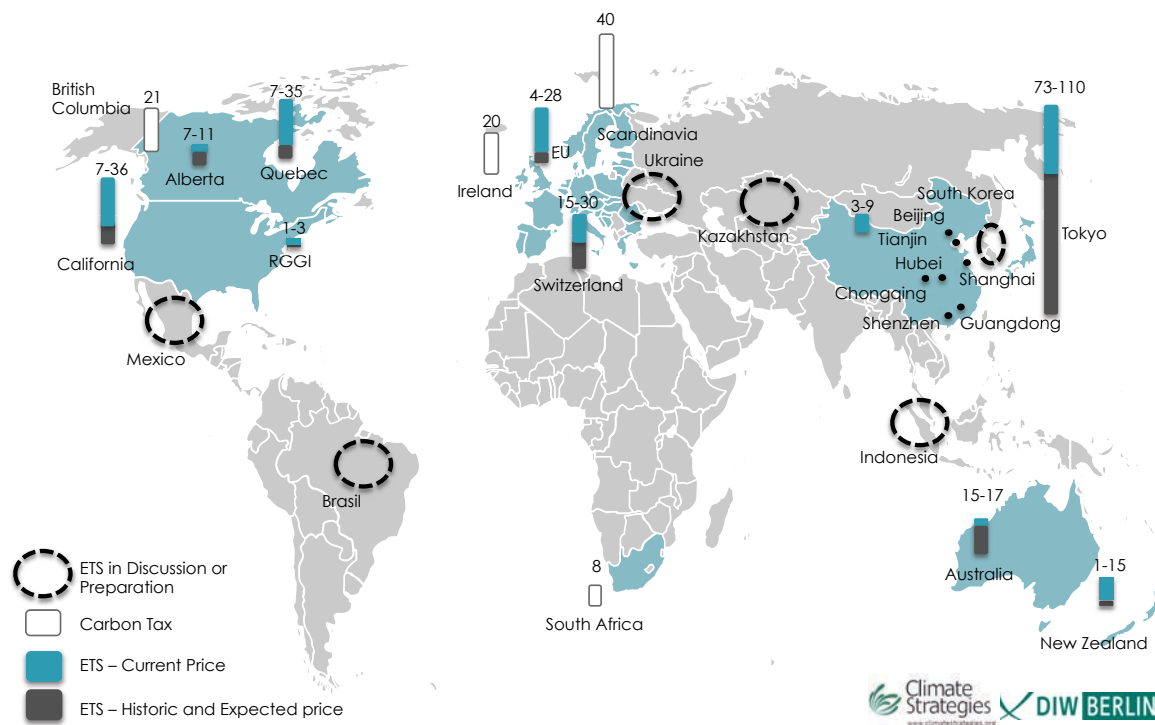 40
British
Columbia
21
7-35
4-28
73-110
7-11
20
Scandinavia
EU
Ukraine
Alberta
Quebec
7-36
Ireland
South Korea
15-30
3-9
Beijing
1-3
Kazakhstan
Tianjin
Tokyo
California
RGGI
Hubei
Shanghai
Switzerland
Chongqing
Shenzhen
Guangdong
Mexico
Indonesia
Brasil
15-17
ETS in Discussion or
Preparation
8
Australia
1-15
Carbon Tax
South Africa
New Zealand
ETS – Current Price
ETS – Historic and Expected price
Climate
Strategies
www.climatestrategies.org
DIW BERLIN